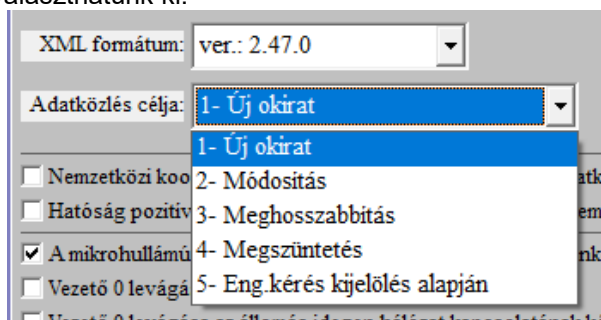 XML formátum: ver.: 2.47.0
Adatközlés célja: 1- Új okirat
1- Új okirat
Nemzetközi koo
2- Módosítás
Hatóság pozitív
3- Meghosszabbítás
A mikrohullámú
4- Megszüntetés
Vezető 0 levágá
5- Eng.kérés kijelölés alapján